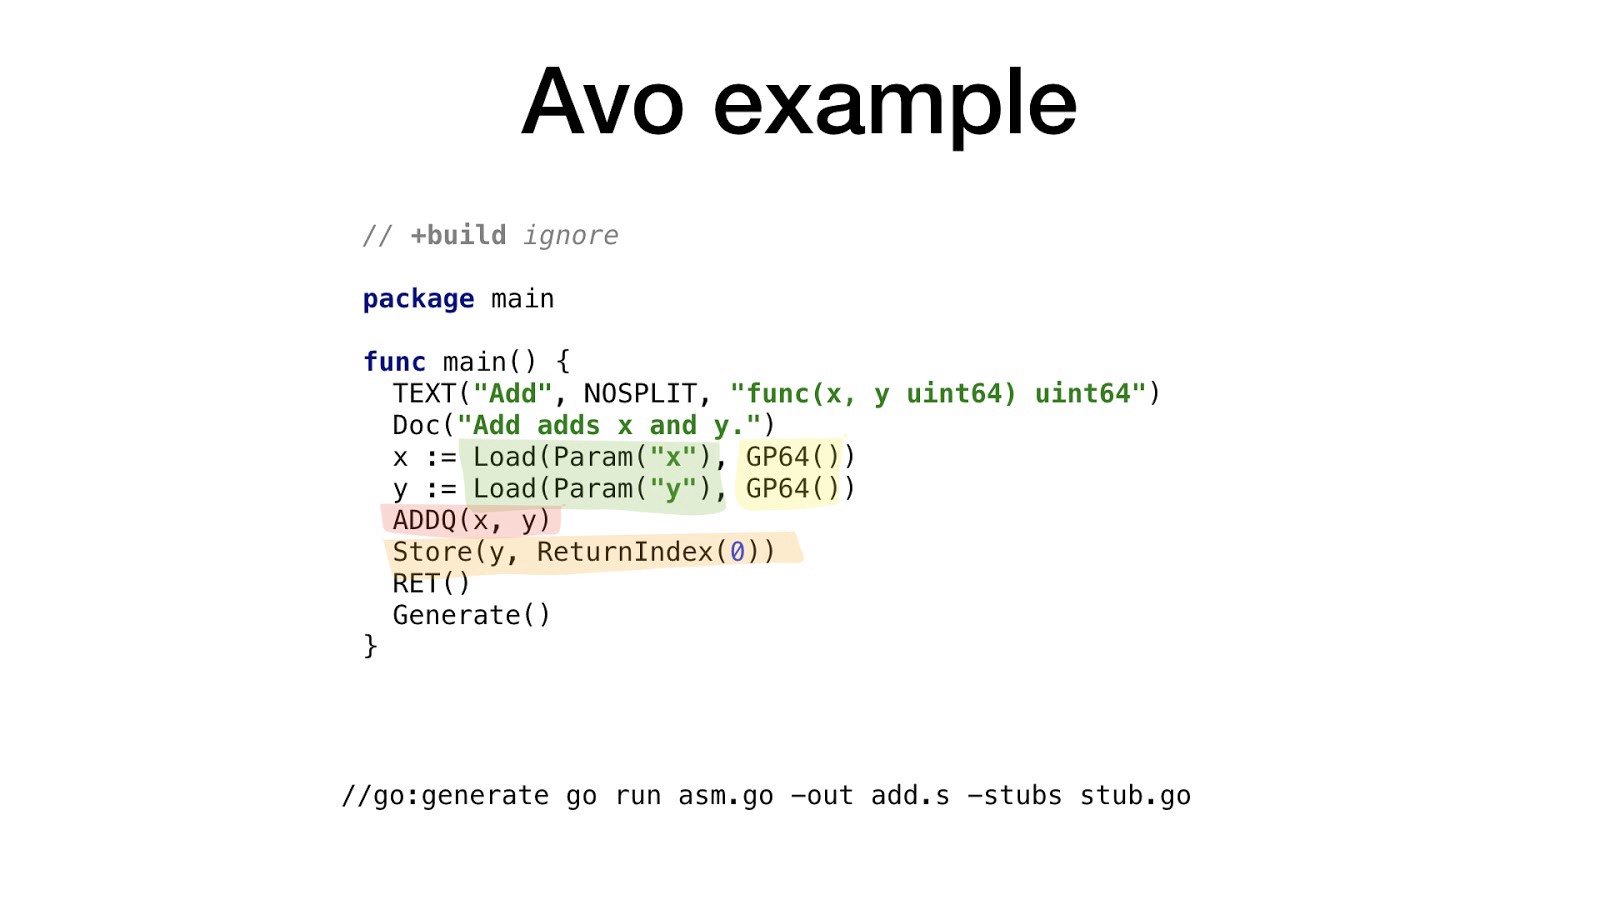 Avo example
// +build ignore
package main
func main() {
TEXT("Add", NOSPLIT, "func(x, y uint64) uint64")
Doc("Add adds x and y.")
x := Load(Param("x"), GP64())
y := Load(Param("y"), GP64())
ADDQ(x, y)
Store(y, ReturnIndex(0))
RET()
Generate()
}
//go:generate go run asm.go -out add.s -stubs stub.go